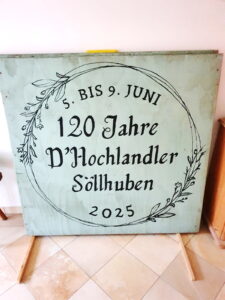 5. BIS 9. JUNI
120 Jahre
D'Hochlandler
Söllhuben
2025